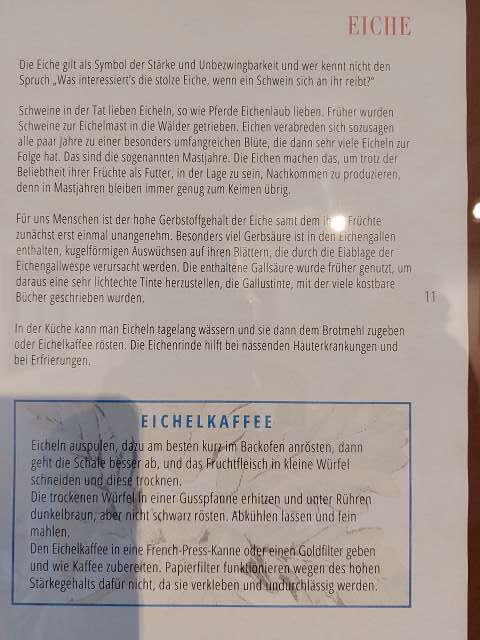 EICHE
Die Eiche gilt als Symbol der Stärke und Unbezwingbarkeit und wer kennt nicht den
Spruch „Was interessiert's die stolze Eiche, wenn ein Schwein sich an ihr reibt?“
Schweine in der Tat lieben Eicheln, so wie Pferde Eichenlaub lieben. Früher wurden
Schweine zur Eichelmast in die Wälder getrieben. Eichen verabreden sich sozusagen
alle paar Jahre zu einer besonders umfangreichen Blüte, die dann sehr viele Eicheln zur
Folge hat. Das sind die sogenannten Mastjahre. Die Eichen machen das, um trotz der
Beliebtheit ihrer Früchte als Futter, in der Lage zu sein, Nachkommen zu produzieren,
denn in Mastjahren bleiben immer genug zum Keimen übrig.
Für uns Menschen ist der hohe Gerbstoffgehalt der Eiche samt dem Früchte
zunächst erst einmal unangenehm. Besonders viel Gerbsäure ist in den Eichengallen
enthalten, kugelförmigen Auswüchsen auf ihren Blättern, die durch die Eiablage der
Eichengallwespe verursacht werden. Die enthaltene Gallsäure wurde früher genutzt, um
daraus eine sehr lichtechte Tinte herzustellen, die Gallustinte, mit der viele kostbare
Bücher geschrieben wurden.
11
In der Küche kann man Eicheln tagelang wässern und sie dann dem Brotmehl zugeben
oder Eichelkaffee rösten. Die Eichenrinde hilft bei nässenden Hauterkrankungen und
bei Erfrierungen.
EICHELKAFFEE
Eicheln auspulen, dazu am besten kurz im Backofen anrösten, dann
geht die Schale besser ab, und das Fruchtfleisch in kleine Würfel
schneiden und diese trocknen.
Die trockenen Würfel in einer Gusspfanne erhitzen und unter Rühren
dunkelbraun, aber nicht schwarz rösten. Abkühlen lassen und fein
mahlen.
Den Eichelkaffee in eine French-Press-Kanne oder einen Goldfilter geben
und wie Kaffee zubereiten. Papierfilter funktionieren wegen des hohen
Stärkegehalts dafür nicht, da sie verkleben und undurchlässig werden.